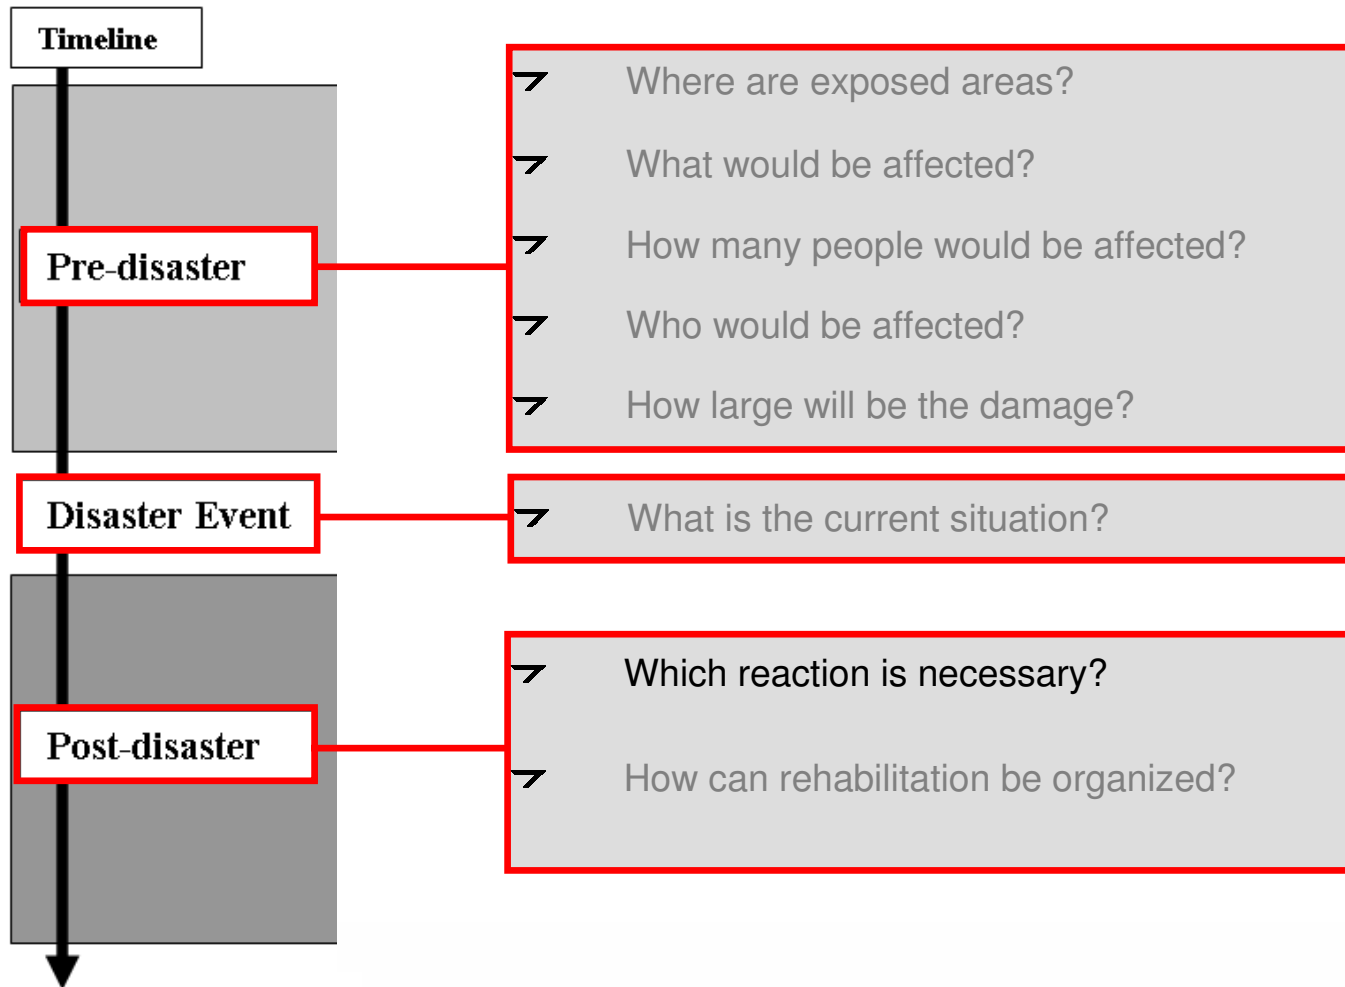 Timeline
Where are exposed areas?
What would be affected?
How many people would be affected?
Pre-disaster
Who would be affected?
How large will be the damage?
Disaster Event
What is the current situation?
Which reaction is necessary?
Post-disaster
How can rehabilitation be organized?